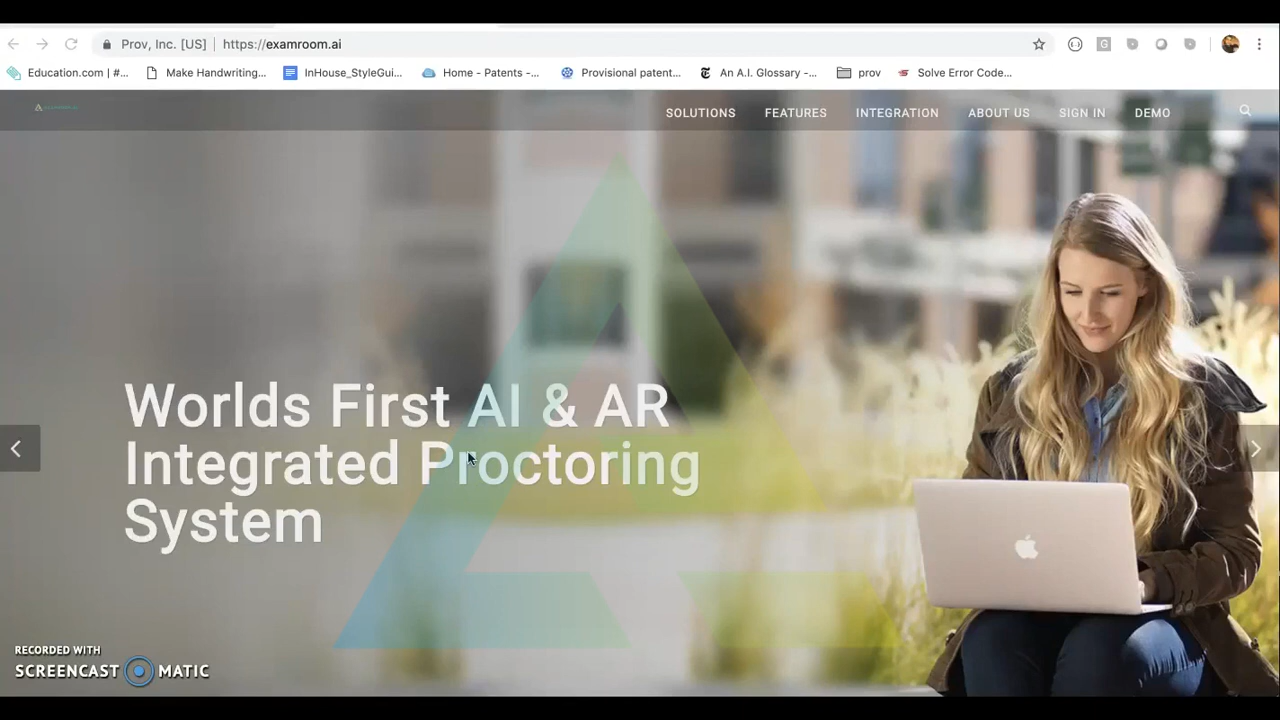 Prov, Inc. [US] https://examroom.ai
Education.com | #... Make Handwriting... InHouse_StyleGui... Home - Patents -... Provisional patent... An A.I. Glossary -... prov Solve Error Code...
SOLUTIONS FEATURES INTEGRATION ABOUT US SIGN IN DEMO
Worlds First AI & AR
Integrated Proctoring
System
RECORDED WITH
SCREENCAST MATIC